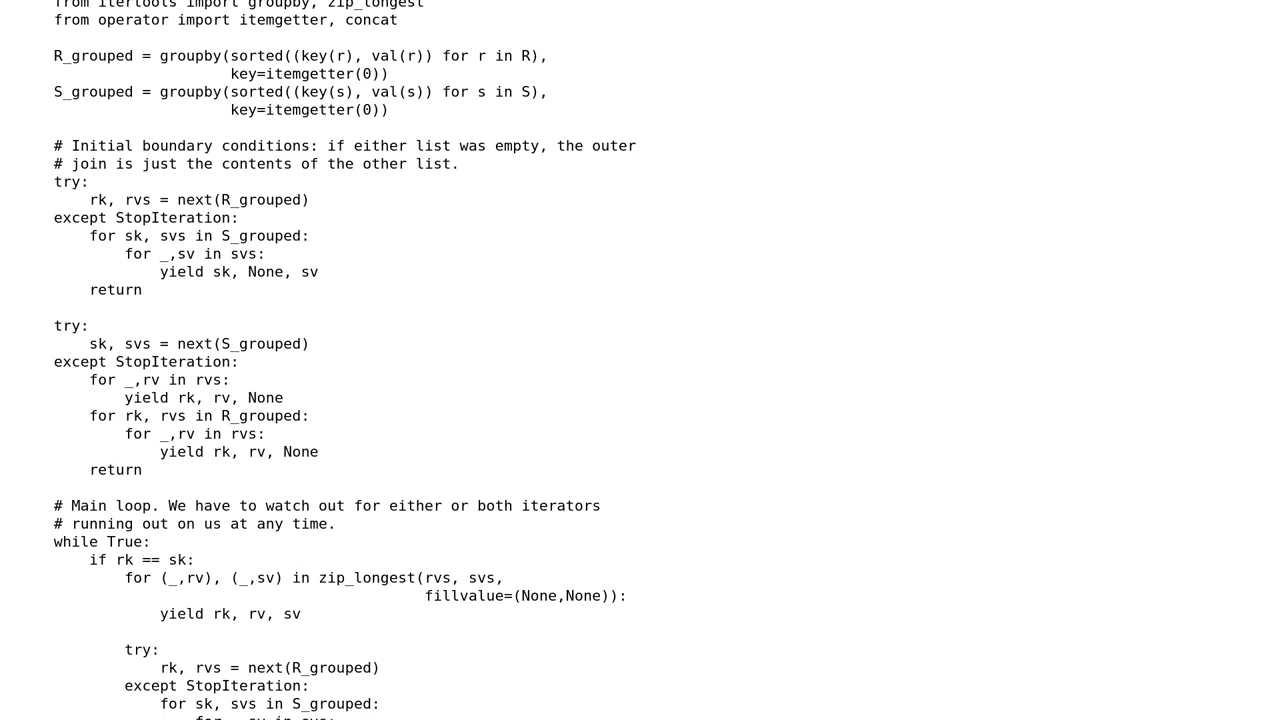 from itertools import groupby, zip_longest
from operator import itemgetter, concat

R_grouped = groupby(sorted((key(r), val(r)) for r in R),
                    key=itemgetter(0))
S_grouped = groupby(sorted((key(s), val(s)) for s in S),
                    key=itemgetter(0))

# Initial boundary conditions: if either list was empty, the outer
# join is just the contents of the other list.
try:
    rk, rvs = next(R_grouped)
except StopIteration:
    for sk, svs in S_grouped:
        for _,sv in svs:
            yield sk, None, sv
    return

try:
    sk, svs = next(S_grouped)
except StopIteration:
    for _,rv in rvs:
        yield rk, rv, None
    for rk, rvs in R_grouped:
        for _,rv in rvs:
            yield rk, rv, None
    return

# Main loop. We have to watch out for either or both iterators
# running out on us at any time.
while True:
    if rk == sk:
        for (_,rv), (_,sv) in zip_longest(rvs, svs,
                                          fillvalue=(None,None)):
            yield rk, rv, sv

        try:
            rk, rvs = next(R_grouped)
        except StopIteration:
            for sk, svs in S_grouped:
                for _,sv in svs: